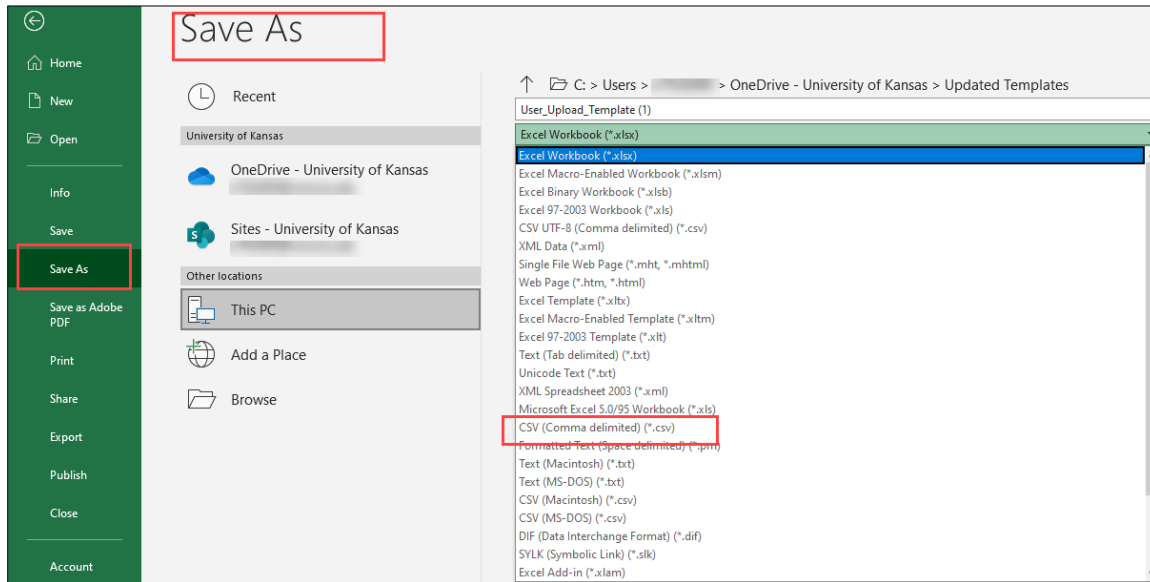 Save As
Home
New
Open
Info
Save
Save As
Save as Adobe
PDF
Print
Share
Export
Publish
Close
Account
Recent
University of Kansas
OneDrive - University of Kansas
Sites - University of Kansas
Other locations
This PC
Add a Place
Browse
C: > Users > > OneDrive - University of Kansas > Updated Templates
User_Upload_Template (1)
Excel Workbook (*.xlsx)
Excel Workbook (*.xlsx)
Excel Macro-Enabled Workbook (*.xlsm)
Excel Binary Workbook (*.xlsb)
Excel 97-2003 Workbook (*.xls)
CSV UTF-8 (Comma delimited) (*.csv)
XML Data (*.xml)
Single File Web Page (*.mht, *.mhtml)
Web Page (*.htm, *.html)
Excel Template (*.xltx)
Excel Macro-Enabled Template (*.xltm)
Excel 97-2003 Template (*.xlt)
Text (Tab delimited) (*.txt)
Unicode Text (*.txt)
XML Spreadsheet 2003 (*.xml)
Microsoft Excel 5.0/95 Workbook (*.xls)
CSV (Comma delimited) (*.csv)
Formatted Text (Space delimited) (*.prn)
Text (Macintosh) (*.txt)
Text (MS-DOS) (*.txt)
CSV (Macintosh) (*.csv)
CSV (MS-DOS) (*.csv)
DIF (Data Interchange Format) (*.dif)
SYLK (Symbolic Link) (*.slk)
Excel Add-in (*.xlam)